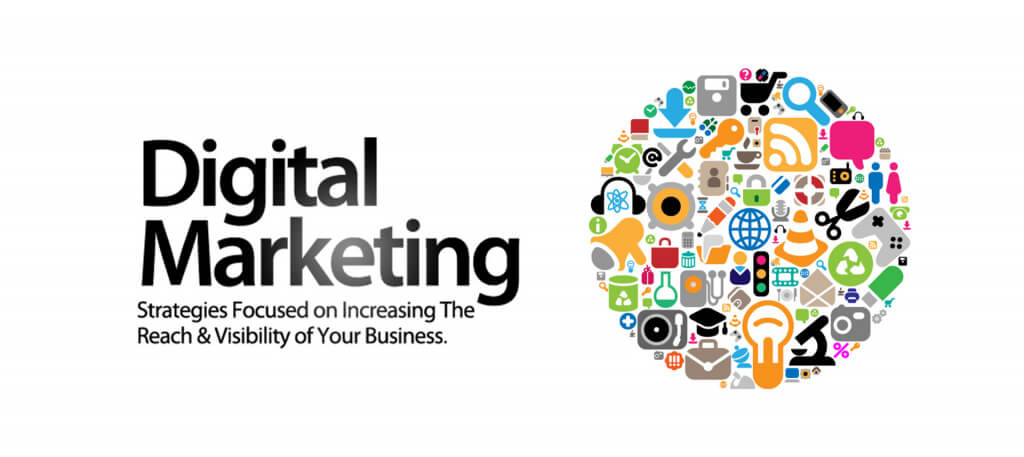 Digital
Marketing
Strategies Focused on Increasing The
Reach & Visibility of Your Business.